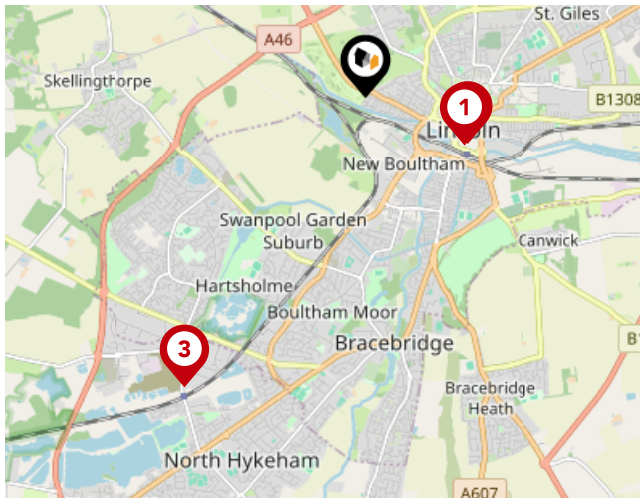 St. Giles
A46
Skellingthorpe
B1308
1
Lincoln
New Boultham
Swanpool Garden
Suburb
Canwick
Hartsholme
Boultham Moor
B1
3
Bracebridge
Bracebridge
Heath
North Hykeham
A607